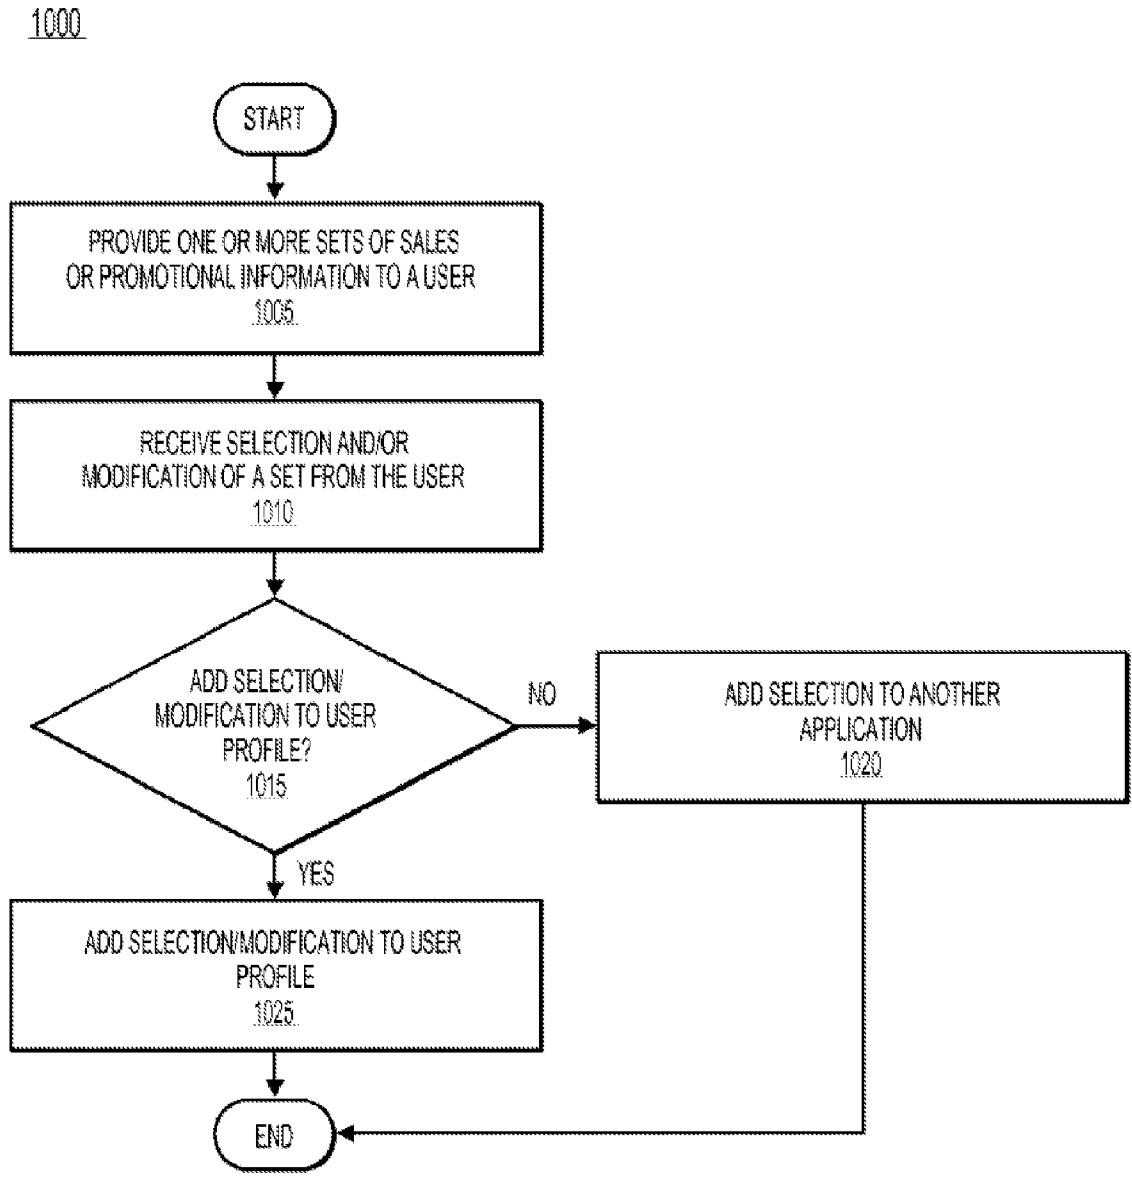 1000
START
PROVIDE ONE OR MORE SETS OF SALES
OR PROMOTIONAL INFORMATION TO A USER
1005
RECEIVE SELECTION AND/OR
MODIFICATION OF A SET FROM THE USER
1010
ADD SELECTION/
MODIFICATION TO USER
PROFILE?
1015
NO
ADD SELECTION TO ANOTHER
APPLICATION
1020
YES
ADD SELECTION/MODIFICATION TO USER
PROFILE
1025
END